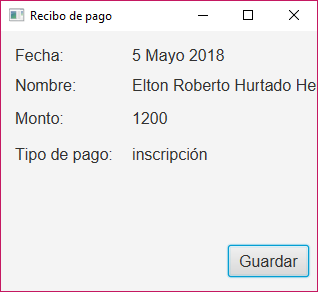 Recibo de pago
Fecha: 5 Mayo 2018
Nombre: Elton Roberto Hurtado He
Monto: 1200
Tipo de pago: inscripción
Guardar